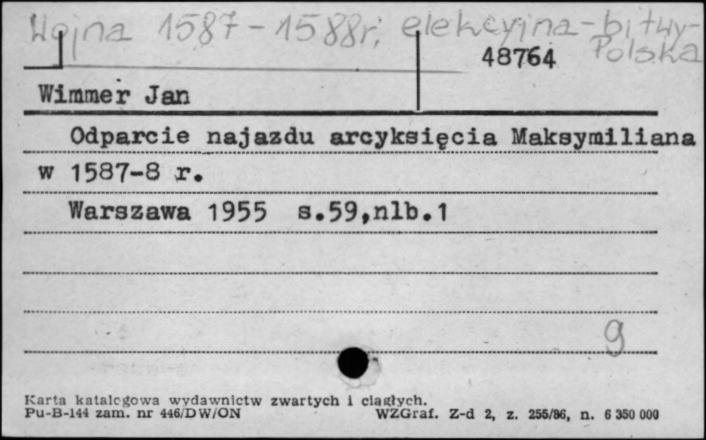 Wojna 1587-1588r, elekcyjna-bitwy-
Polska
48764
Wimmer Jan
Odparcie najazdu arcyksięcia Maksymiliana
w 1587-8 r.
Warszawa 1955 s.59,nlb.1
9
Karta katalogowa wydawnictw zwartych i ciągłych.
Pu-B-144 zam. nr 446/DW/ON WZGraf. Z-d 2, z. 255/86, n. 6 350 000